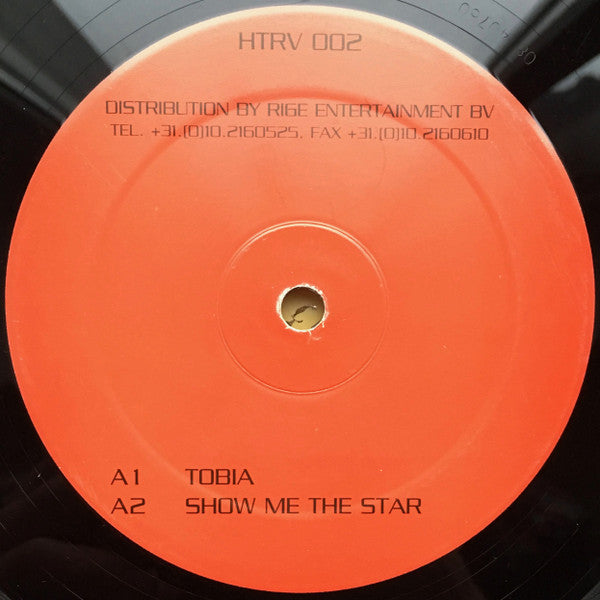 HTRV 002
DISTRIBUTION BY RIGE ENTERTAINMENT BV
TEL. +31.(0)10.2160525. FAX +31.(0)10.2160610
A1 TOBIA
A2 SHOW ME THE STAR